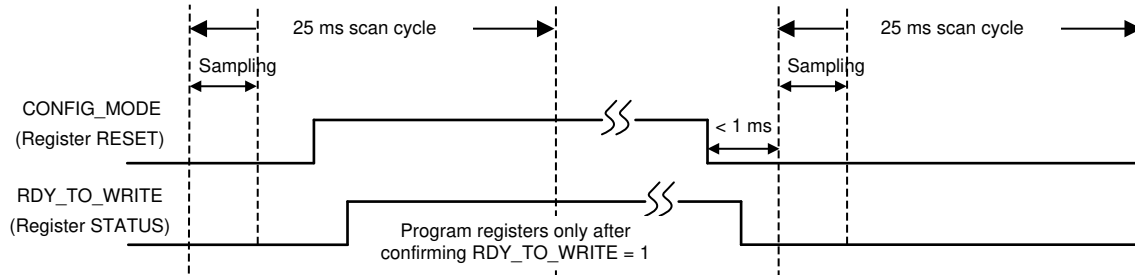 25 ms scan cycle
25 ms scan cycle
Sampling
Sampling
CONFIG_MODE
(Register RESET)
< 1 ms
RDY_TO_WRITE
(Register STATUS)
Program registers only after
confirming RDY_TO_WRITE = 1